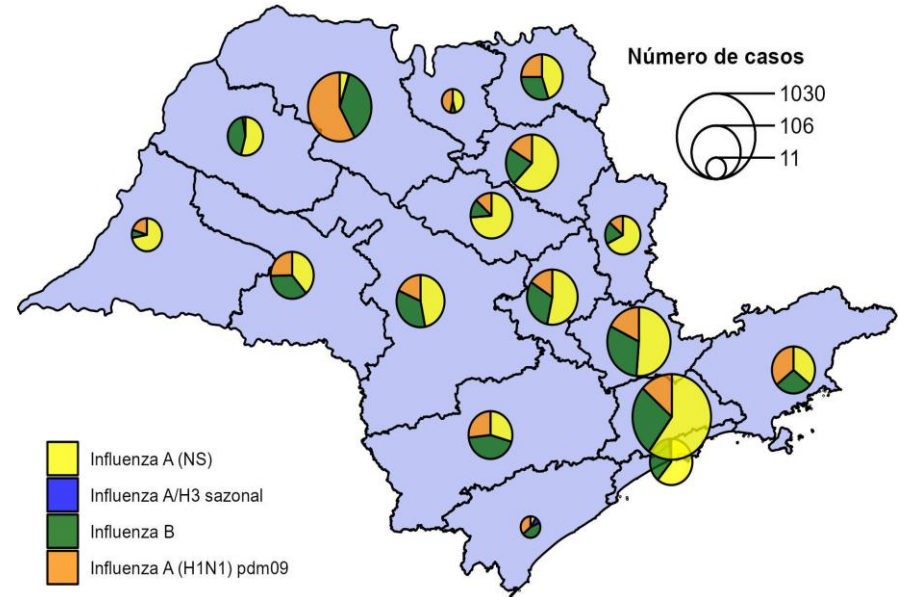 Número de casos
1030
106
11
Influenza A (NS)
Influenza A/H3 sazonal
Influenza B
Influenza A (H1N1) pdm09